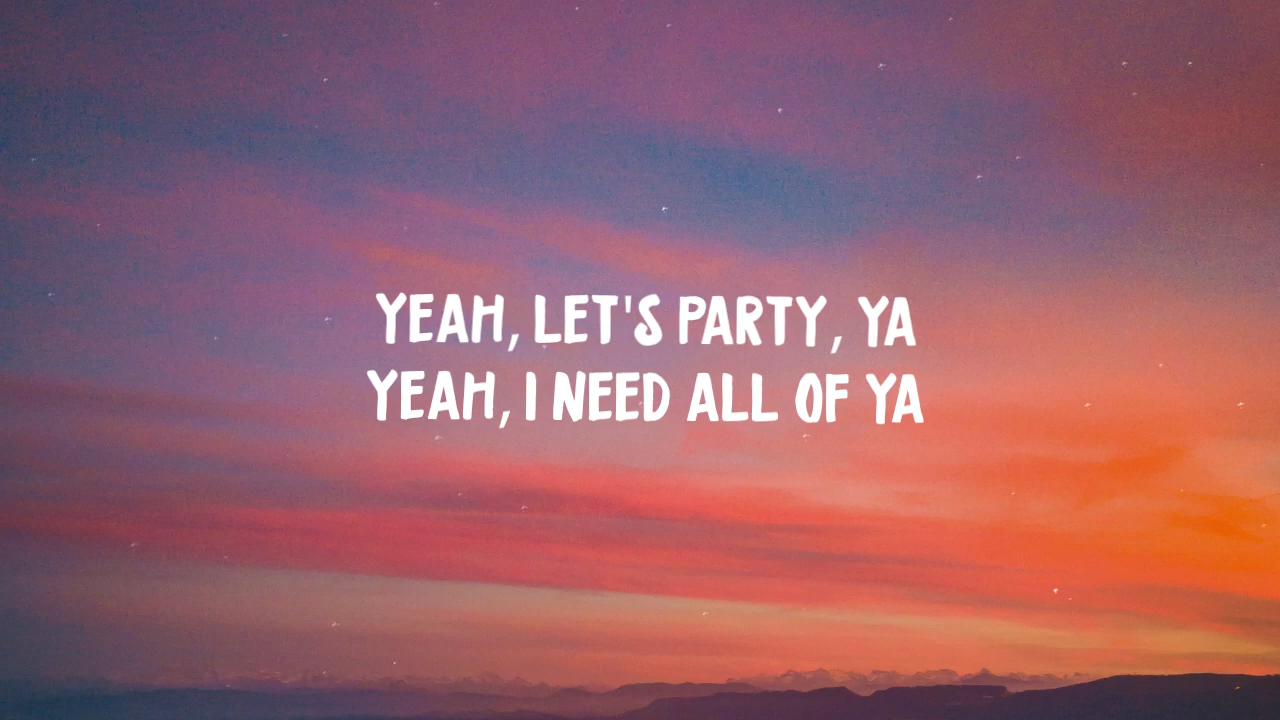 YEAH, LET'S PARTY, YA
YEAH, I NEED ALL OF YA